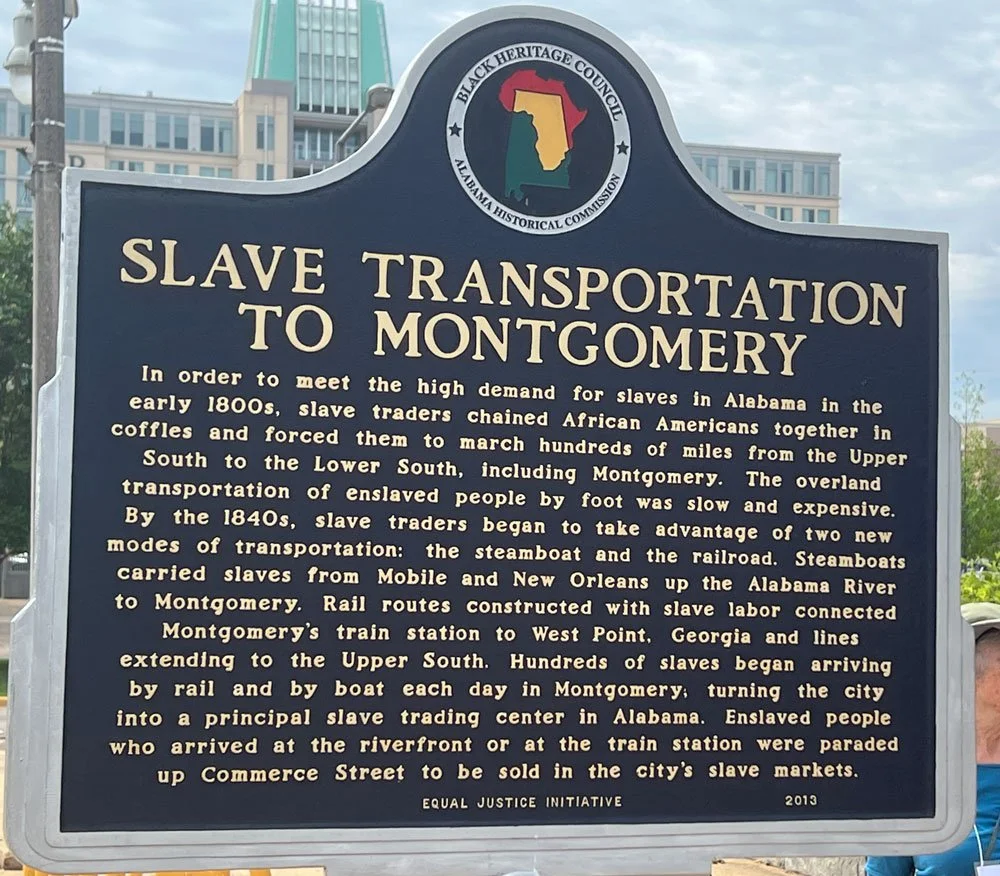 BLACK HERITAGE COUNCIL
ALABAMA HISTORICAL COMMISSION
SLAVE TRANSPORTATION
TO MONTGOMERY
In order to meet the high demand for slaves in Alabama in the
early 1800s, slave traders chained African Americans together in
coffles and forced them to march hundreds of miles from the Upper
South to the Lower South, including Montgomery. The overland
transportation of enslaved people by foot was slow and expensive.
By the 1840s, slave traders began to take advantage of two new
modes of transportation: the steamboat and the railroad. Steamboats
carried slaves from Mobile and New Orleans up the Alabama River
to Montgomery. Rail routes constructed with slave labor connected
Montgomery's train station to West Point, Georgia and lines
extending to the Upper South. Hundreds of slaves began arriving
by rail and by boat each day in Montgomery, turning the city
into a principal slave trading center in Alabama. Enslaved people
who arrived at the riverfront or at the train station were paraded
up Commerce Street to be sold in the city's slave markets.
EQUAL JUSTICE INITIATIVE 2013